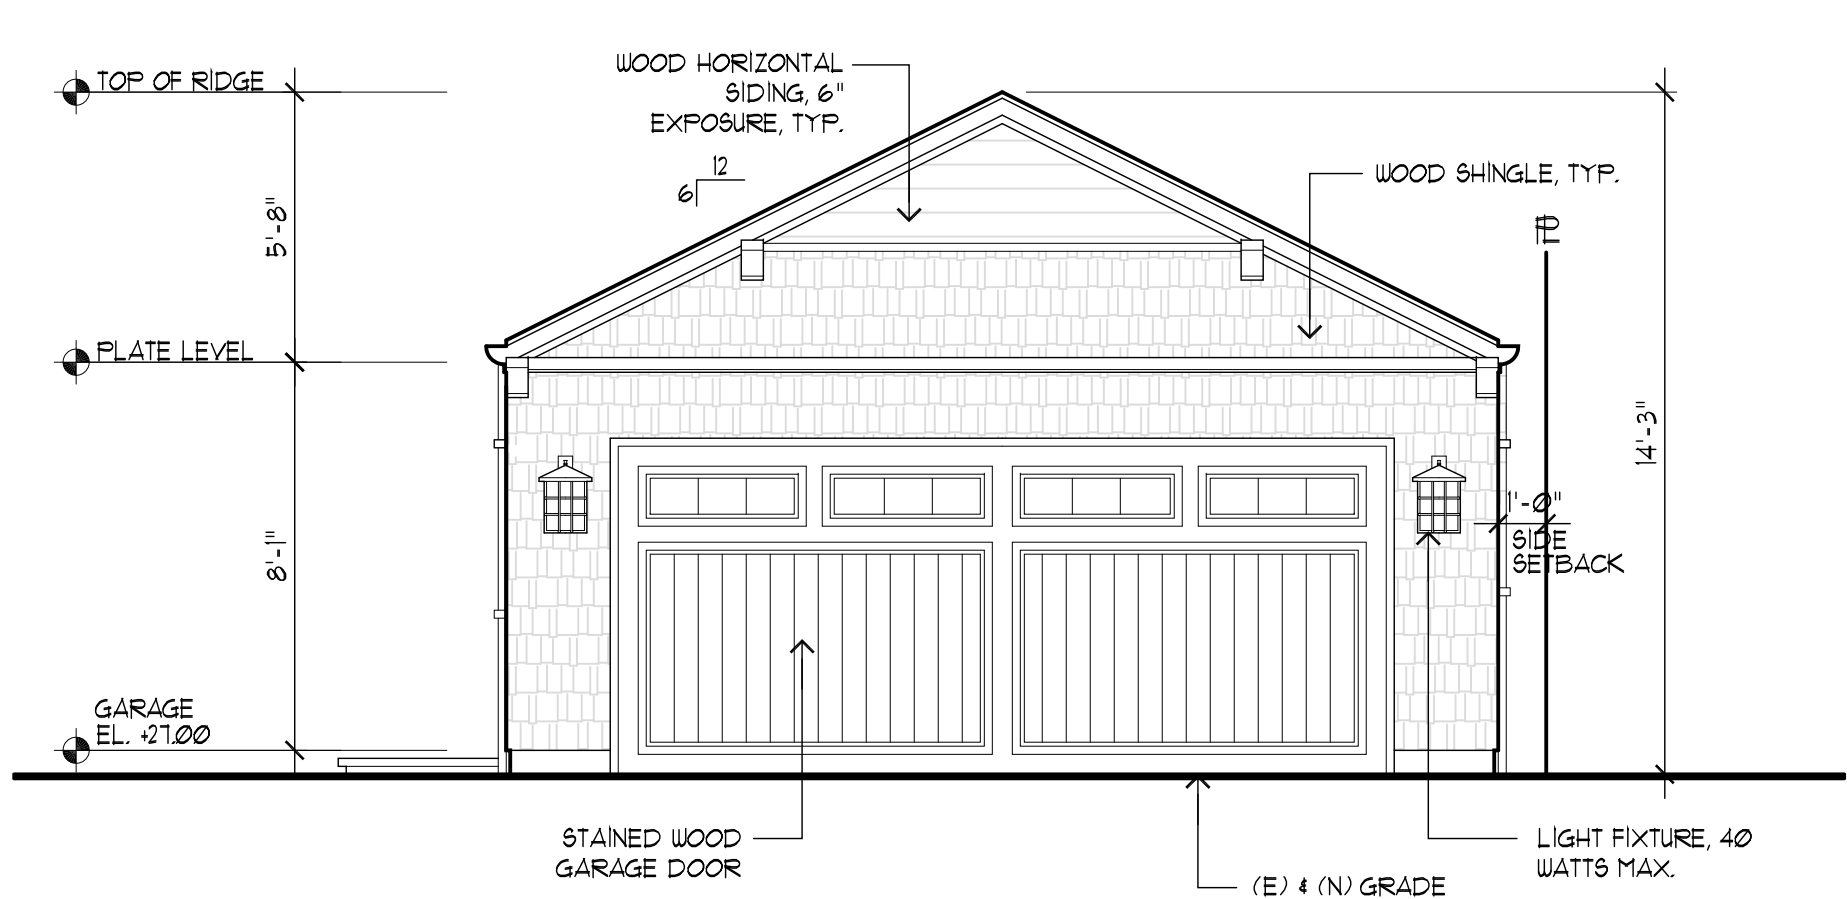 TOP OF RIDGE
WOOD HORIZONTAL
SIDING, 6"
EXPOSURE, TYP.
12
6
WOOD SHINGLE, TYP.
PL
5'-8"
PLATE LEVEL
14'-3"
1'-0"
SIDE
SETBACK
8'-1"
GARAGE
EL. +27.00
STAINED WOOD
GARAGE DOOR
LIGHT FIXTURE, 40
WATTS MAX.
(E) & (N) GRADE